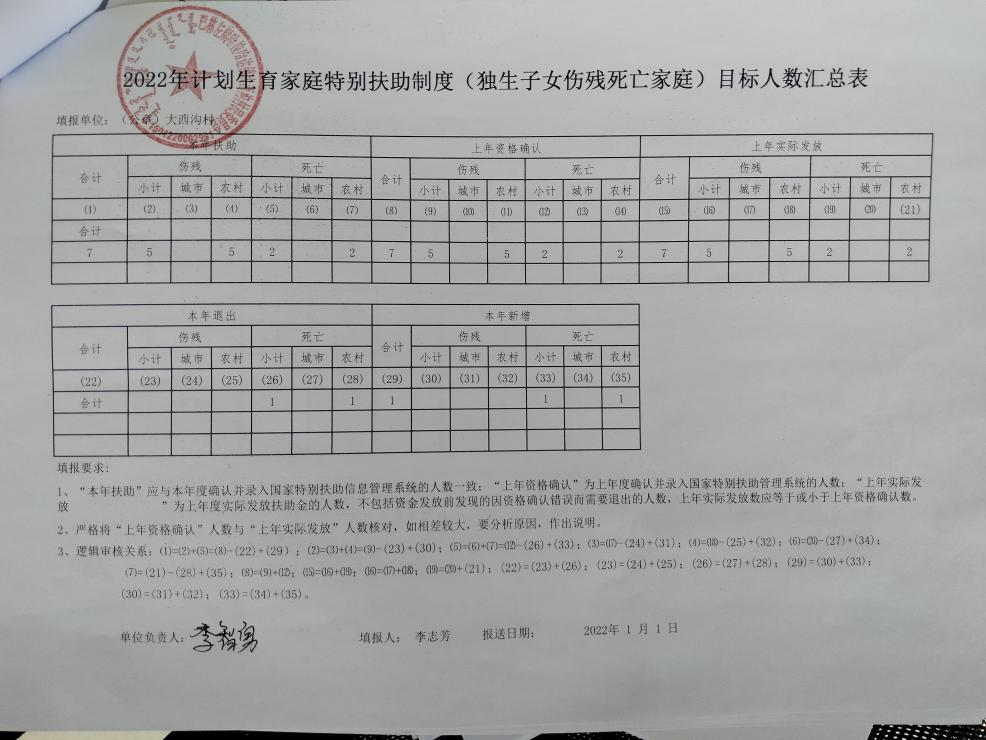 2022年计划生育家庭特别扶助制度（独生子女伤残死亡家庭）目标人数汇总表
填报单位：（公章）大西沟村
本年扶助 上年资格确认 上年实际发放
合计 伤残 死亡 合计 伤残 死亡 合计 伤残 死亡
小计 城市 农村 小计 城市 农村 小计 城市 农村 小计 城市 农村 小计 城市 农村 小计 城市 农村
(1) (2) (3) (4) (5) (6) (7) (8) (9) (10) (11) (12) (13) (14) (15) (16) (17) (18) (19) (20) (21)
合计
7 5 5 2 2 7 5 5 2 2 7 5 5 2 2
本年退出 本年新增
合计 伤残 死亡 合计 伤残 死亡
小计 城市 农村 小计 城市 农村 小计 城市 农村 小计 城市 农村
(22) (23) (24) (25) (26) (27) (28) (29) (30) (31) (32) (33) (34) (35)
合计 1 1 1 1 1
填报要求：
1、“本年扶助”应与本年度确认并录入国家特别扶助信息管理系统的人数一致；“上年资格确认”为上年度确认并录入国家特别扶助管理系统的人数；“上年实际发
放 ”为上年度实际发放扶助金的人数，不包括资金发放前发现的因资格确认错误而需要退出的人数，上年实际发放数应等于或小于上年资格确认数。
2、严格将“上年资格确认”人数与“上年实际发放”人数核对，如相差较大，要分析原因，作出说明。
3、逻辑审核关系：(1)=(2)+(5)=(8)-(22)+(29)；(2)=(3)+(4)=(9)-(23)+(30)；(5)=(6)+(7)=(12)-(26)+(33)；(3)=(17)-(24)+(31)；(4)=(18)-(25)+(32)；(6)=(20)-(27)+(34)；
(7)=(21)-(28)+(35)；(8)=(9)+(12)；(15)=(16)+(19)；(16)=(17)+(18)；(19)=(20)+(21)；(22)=(23)+(26)；(23)=(24)+(25)；(26)=(27)+(28)；(29)=(30)+(33)；
(30)=(31)+(32)；(33)=(34)+(35)。
单位负责人： 填报人： 李志芳 报送日期： 2022年 1 月 1 日